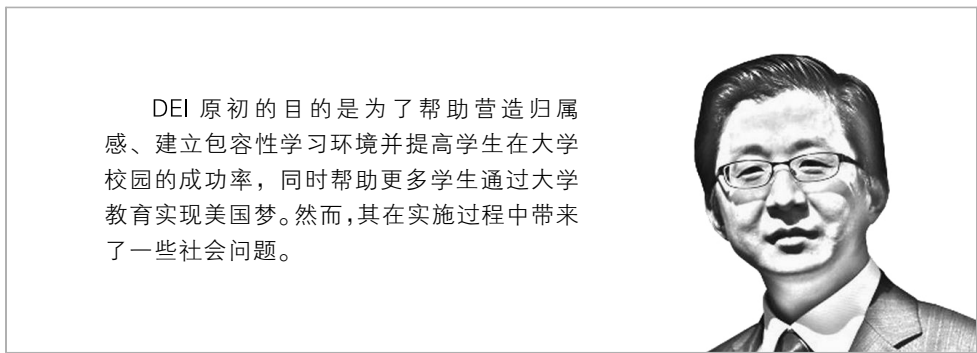 DEI 原初的目的是为了帮助营造归属
感、建立包容性学习环境并提高学生在大学
校园的成功率，同时帮助更多学生通过大学
教育实现美国梦。然而，其在实施过程中带来
了一些社会问题。